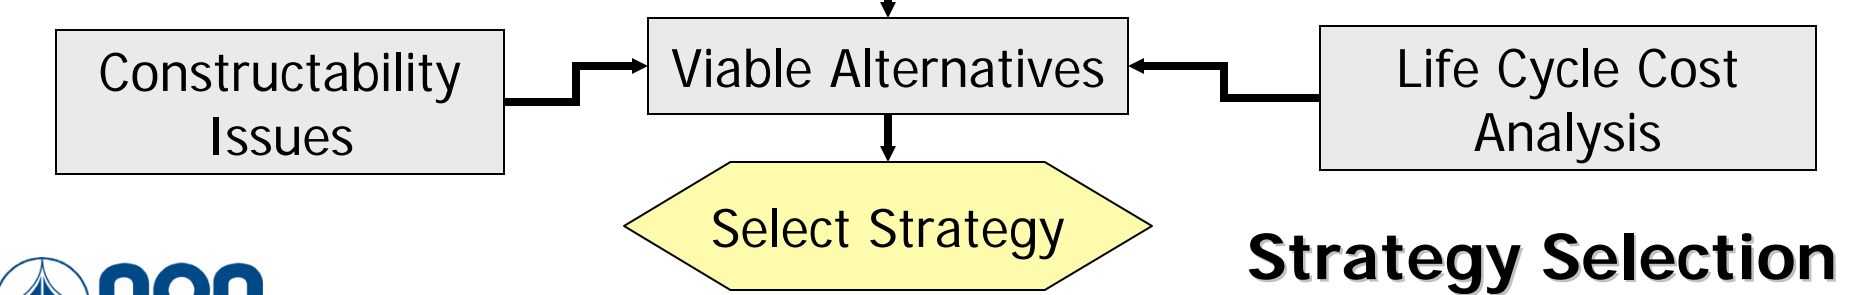 Constructability
Issues
Viable Alternatives
Life Cycle Cost
Analysis
Select Strategy
Strategy Selection